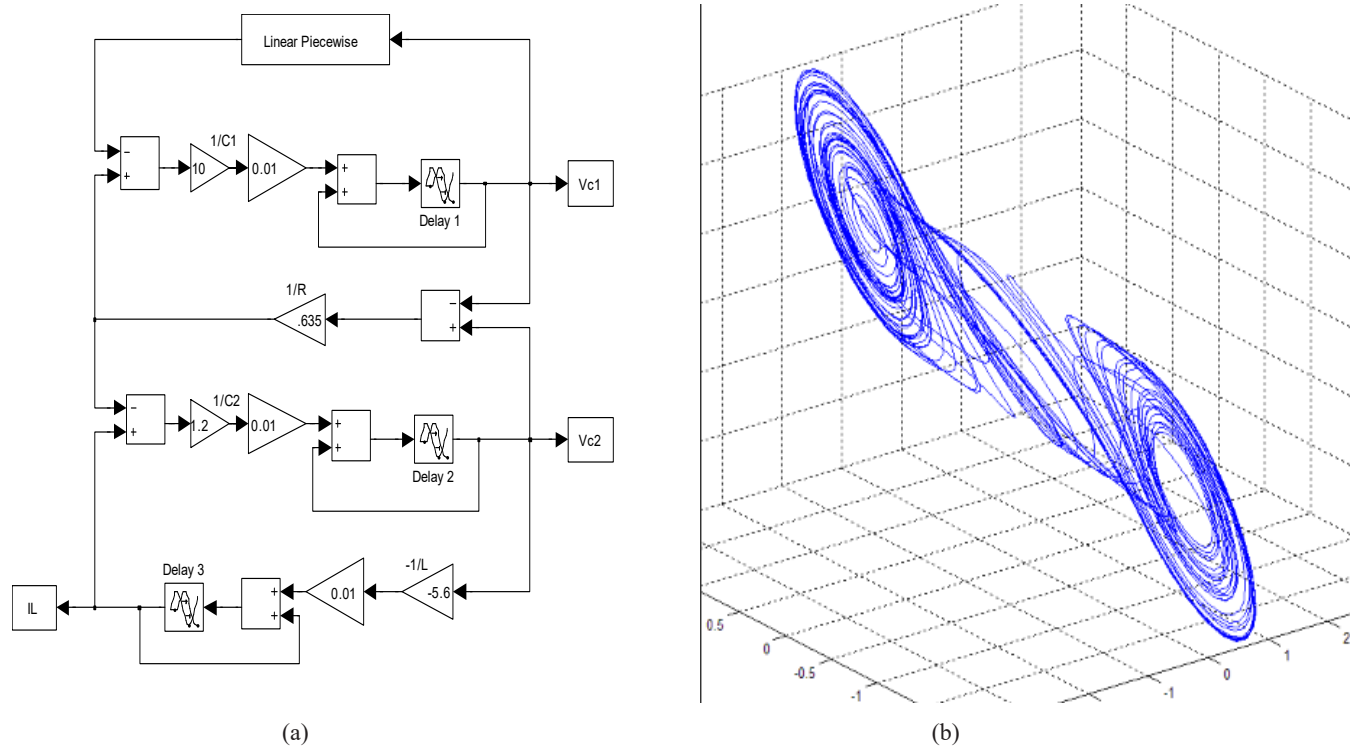 Linear Piecewise
−
+
1/C1
10
0.01
+
+
Delay 1
Vc1
1/R
.635
−
+
−
+
1/C2
1.2
0.01
+
+
Delay 2
Vc2
Delay 3
IL
+
+
0.01
-1/L
-5.6
0.5
0
-0.5
-1
-1
0
1
2
(a)
(b)